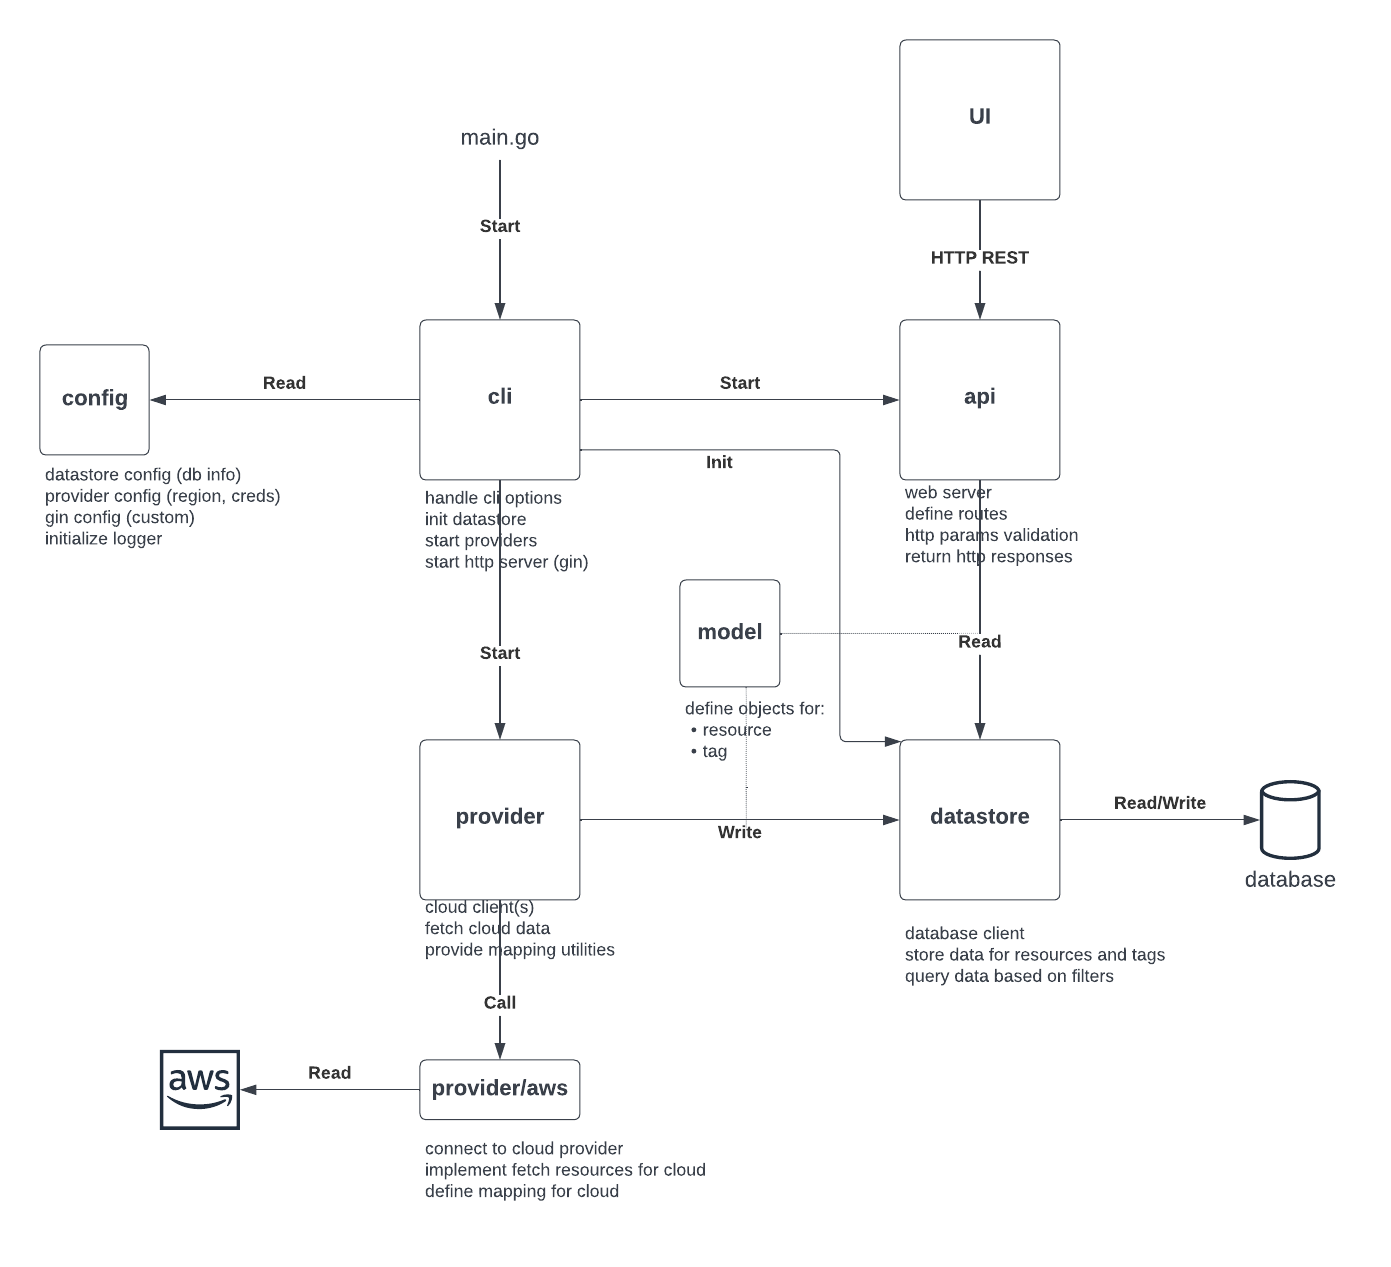 UI
main.go
Start
HTTP REST
config
Read
cli
Start
api
Init
datastore config (db info)
provider config (region, creds)
gin config (custom)
initialize logger
handle cli options
init datastore
start providers
start http server (gin)
web server
define routes
http params validation
return http responses
model
Read
Start
define objects for:
• resource
• tag
provider
Write
datastore
Read/Write
database
cloud client(s)
fetch cloud data
provide mapping utilities
database client
store data for resources and tags
query data based on filters
Call
aws
Read
provider/aws
connect to cloud provider
implement fetch resources for cloud
define mapping for cloud